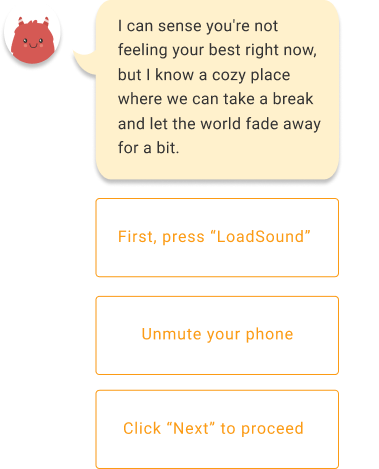 I can sense you're not
feeling your best right now,
but I know a cozy place
where we can take a break
and let the world fade away
for a bit.
First, press “LoadSound”
Unmute your phone
Click “Next” to proceed